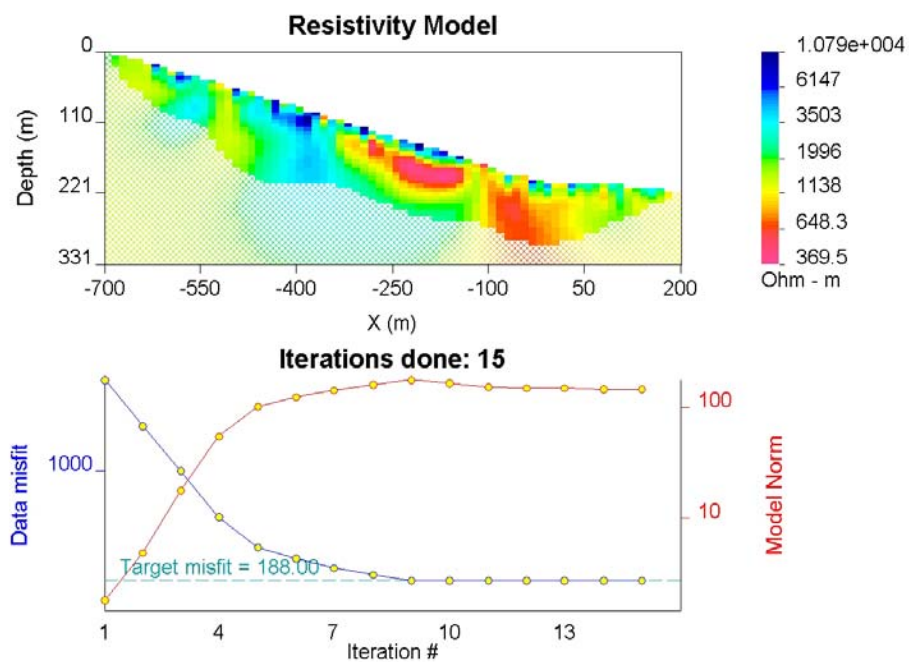 Resistivity Model
0
110
221
331
Depth (m)
-700 -550 -400 -250 -100 50 200
X (m)
1.079e+004
6147
3503
1996
1138
648.3
369.5
Ohm - m
Iterations done: 15
Data misfit
1000
Target misfit = 188.00
100
10
Model Norm
1 4 7 10 13
Iteration #